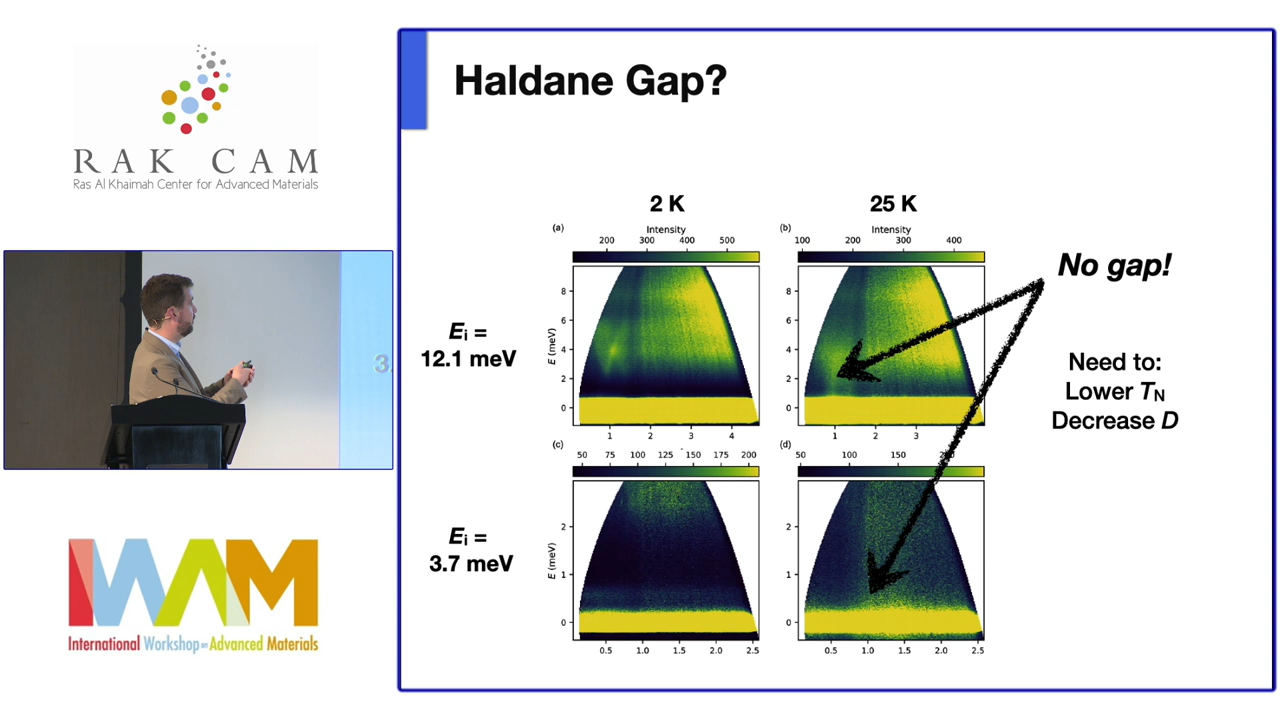 RAK CAM
Ras Al Khaimah Center for Advanced Materials
3.
IWAM
International Workshop on Advanced Materials
Haldane Gap?
2 K
25 K
(a)
Intensity
200 300 400 500
(b)
Intensity
100 200 300 400
Ei =
12.1 meV
E (meV)
8
6
4
2
0
1 2 3 4
8
6
4
2
0
1 2 3
No gap!
Need to:
Lower TN
Decrease D
(c)
50 75 100 125 150 175 200
(d)
50 100 150
Ei =
3.7 meV
E (meV)
2
1
0
0.5 1.0 1.5 2.0 2.5
2
1
0
0.5 1.0 1.5 2.0 2.5